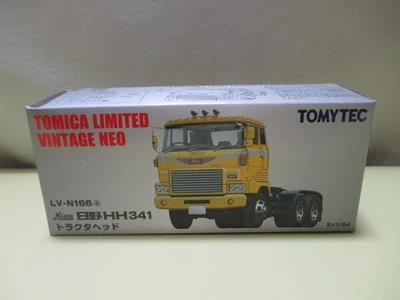 TOMICA LIMITED
VINTAGE NEO
TOMYTEC
LV-N166ⓐ
Hino 日野HH341
トラクタヘッド
S=1/64